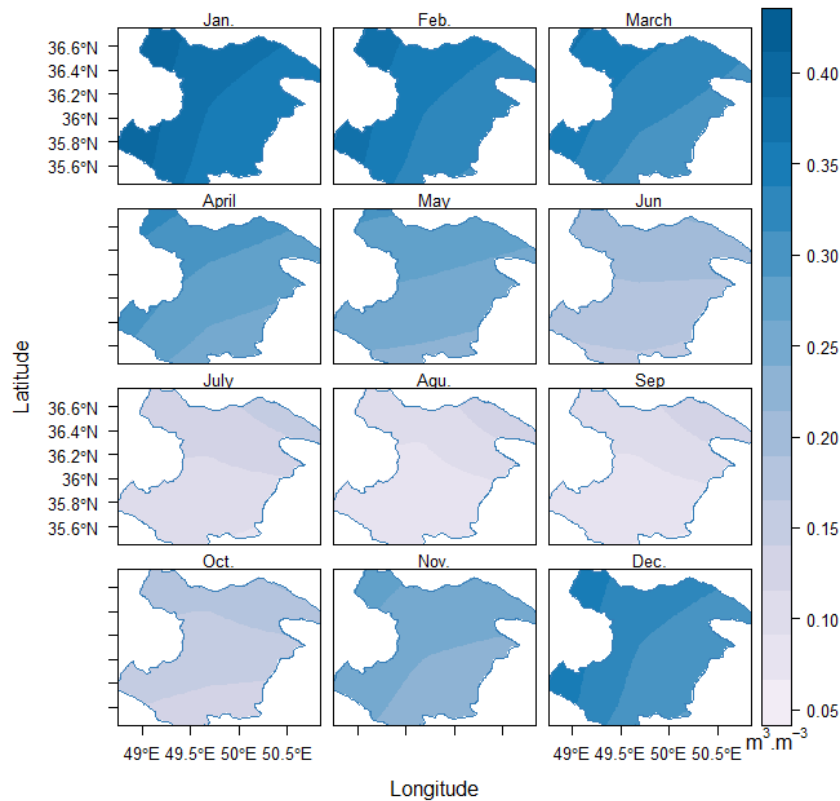 Jan. Feb. March
36.6°N
36.4°N
36.2°N
36°N
35.8°N
35.6°N
0.40
0.35
0.30
0.25
0.20
0.15
0.10
0.05
m³.m⁻³
April May Jun
Latitude
July Aqu. Sep
36.6°N
36.4°N
36.2°N
36°N
35.8°N
35.6°N
Oct. Nov. Dec.
49°E 49.5°E 50°E 50.5°E 49°E 49.5°E 50°E 50.5°E
Longitude